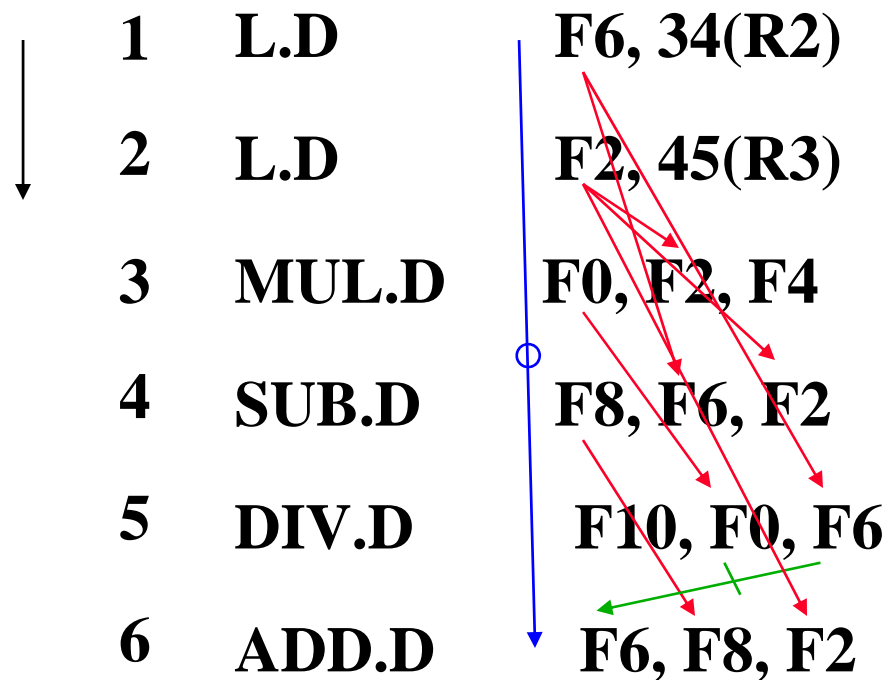 1 L.D F6, 34(R2)
2 L.D F2, 45(R3)
3 MUL.D F0, F2, F4
4 SUB.D F8, F6, F2
5 DIV.D F10, F0, F6
6 ADD.D F6, F8, F2